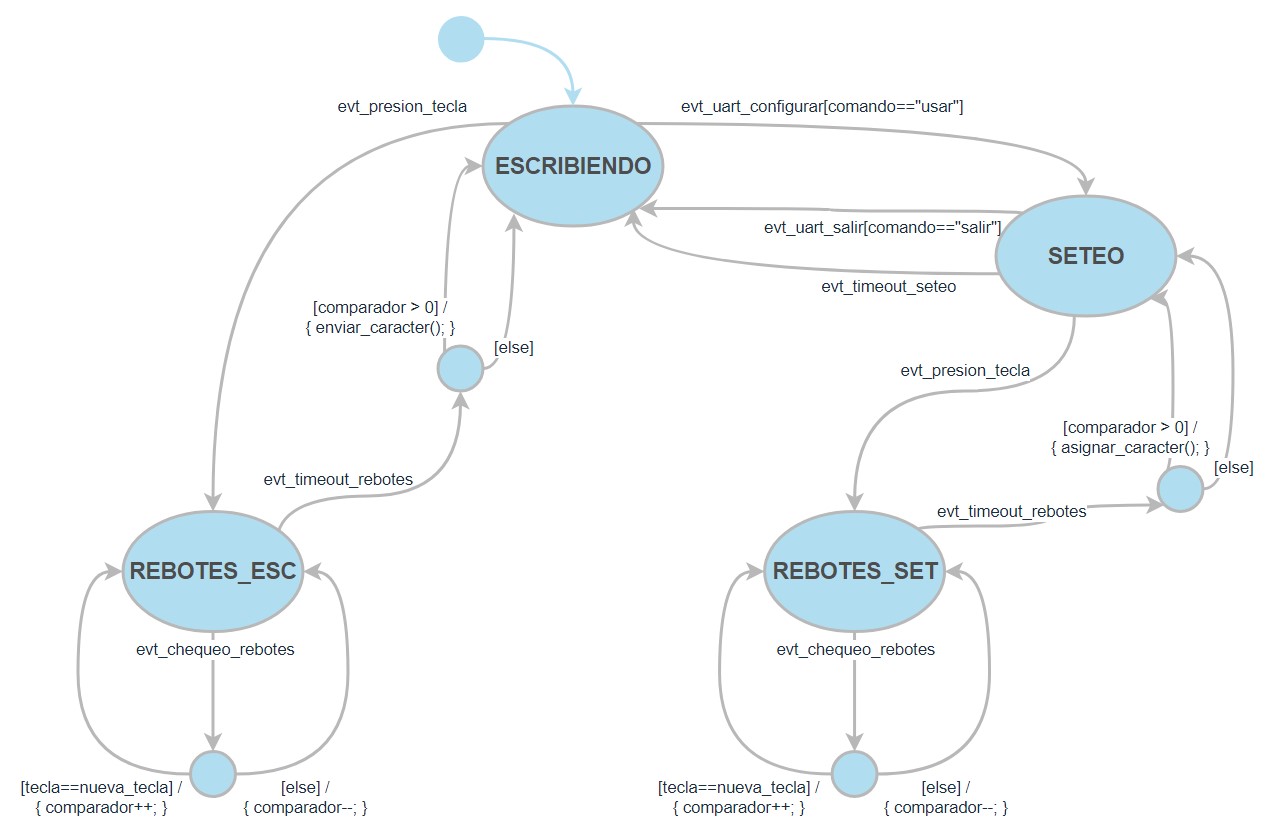 evt_presion_tecla
evt_uart_configurar[comando=="usar"]
ESCRIBIENDO
evt_uart_salir[comando=="salir"]
SETEO
evt_timeout_seteo
[comparador > 0] /
{ enviar_caracter(); }
[else]
evt_presion_tecla
[comparador > 0] /
{ asignar_caracter(); }
[else]
evt_timeout_rebotes
evt_timeout_rebotes
REBOTES_ESC
REBOTES_SET
evt_chequeo_rebotes
evt_chequeo_rebotes
[tecla==nueva_tecla] /
{ comparador++; }
[else] /
{ comparador--; }
[tecla==nueva_tecla] /
{ comparador++; }
[else] /
{ comparador--; }